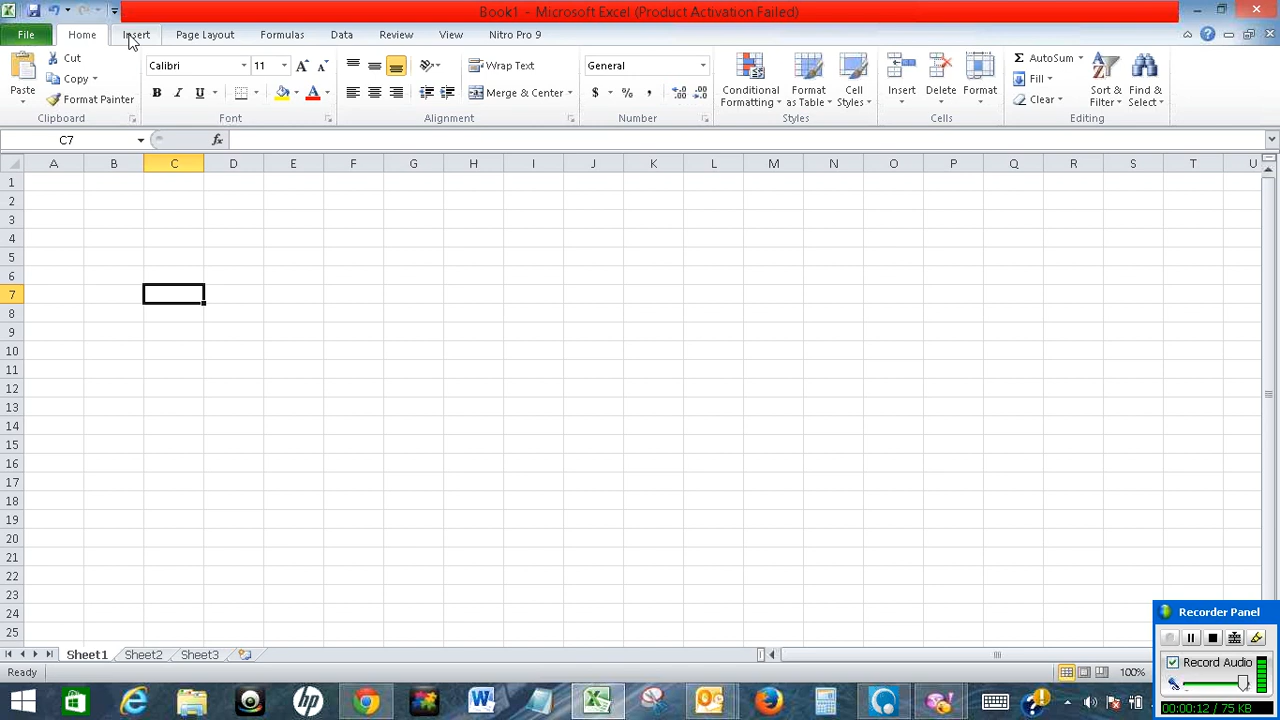 Book1 - Microsoft Excel (Product Activation Failed)
File Home Insert Page Layout Formulas Data Review View Nitro Pro 9
Cut
Copy
Format Painter
Paste
Clipboard
Calibri 11
B I U A
Font
Wrap Text
Merge & Center
Alignment
General
$ % ,
Number
Conditional Formatting
Format as Table
Cell Styles
Styles
Insert Delete Format
Cells
Σ AutoSum
Fill
Clear
Sort & Filter
Find & Select
Editing
C7 fx
A B C D E F G H I J K L M N O P Q R S T U
1
2
3
4
5
6
7
8
9
10
11
12
13
14
15
16
17
18
19
20
21
22
23
24
25
Sheet1 Sheet2 Sheet3
Ready 100%
Recorder Panel
Record Audio
00:00:12 / 75 KB